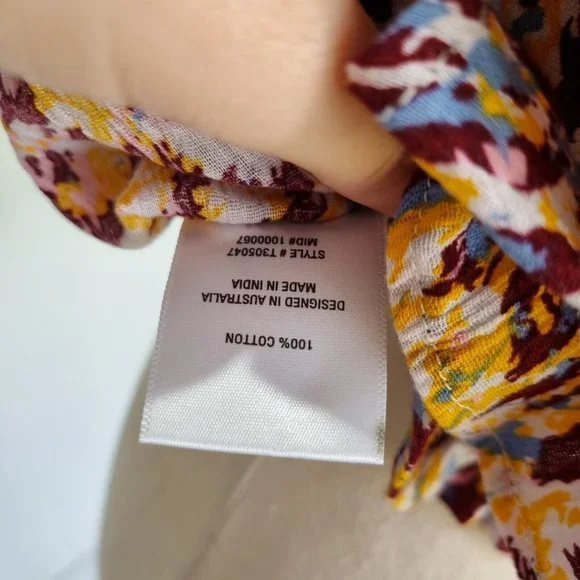 100% COTTON
DESIGNED IN AUSTRALIA
MADE IN INDIA
STYLE # T305047
MID# 1000067